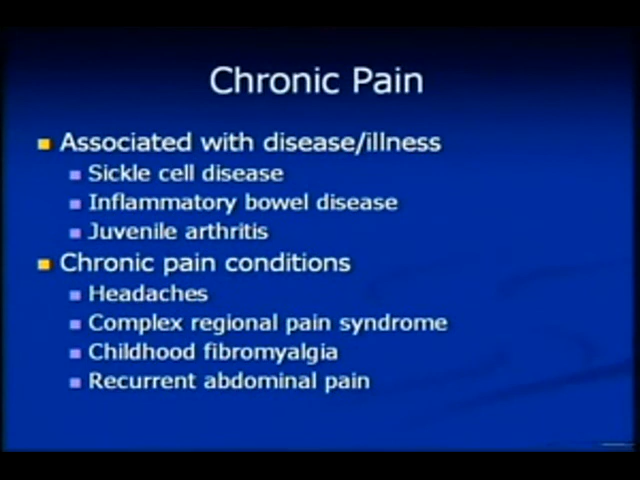 Chronic Pain
Associated with disease/illness
Sickle cell disease
Inflammatory bowel disease
Juvenile arthritis
Chronic pain conditions
Headaches
Complex regional pain syndrome
Childhood fibromyalgia
Recurrent abdominal pain